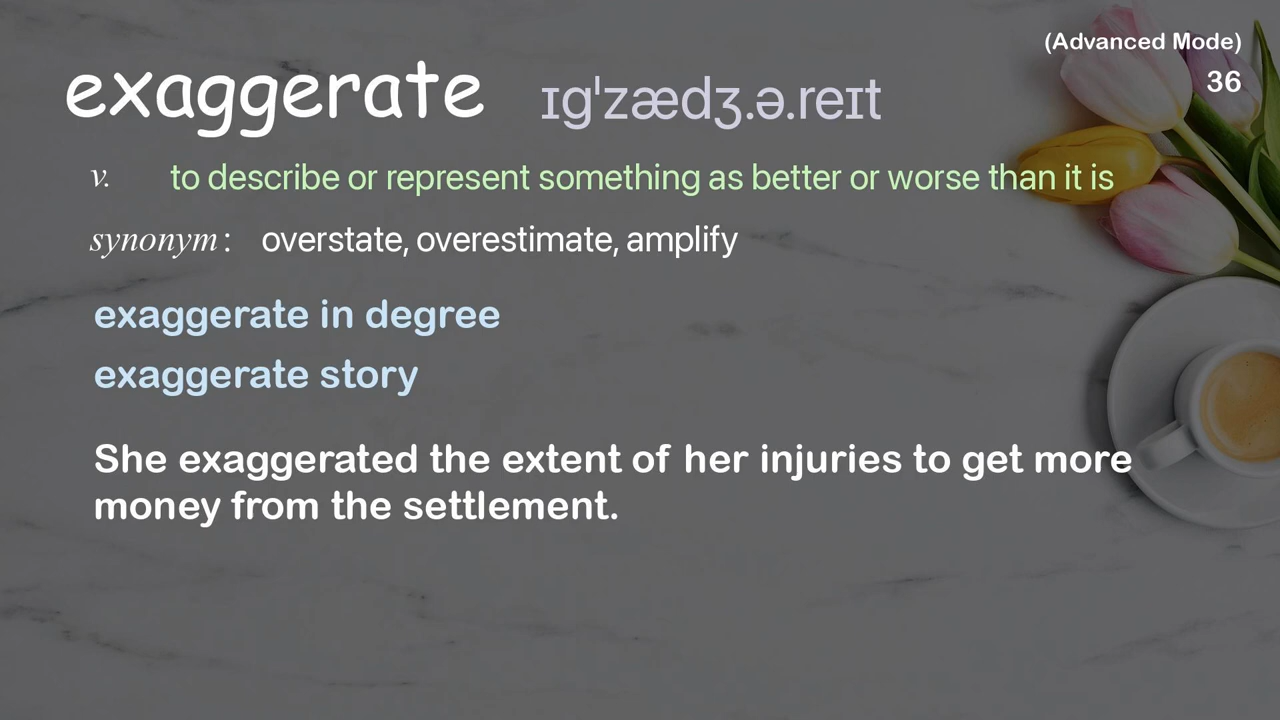 (Advanced Mode)
36
exaggerate ɪɡˈzædʒ.ə.reɪt
v. to describe or represent something as better or worse than it is
synonym: overstate, overestimate, amplify
exaggerate in degree
exaggerate story
She exaggerated the extent of her injuries to get more
money from the settlement.